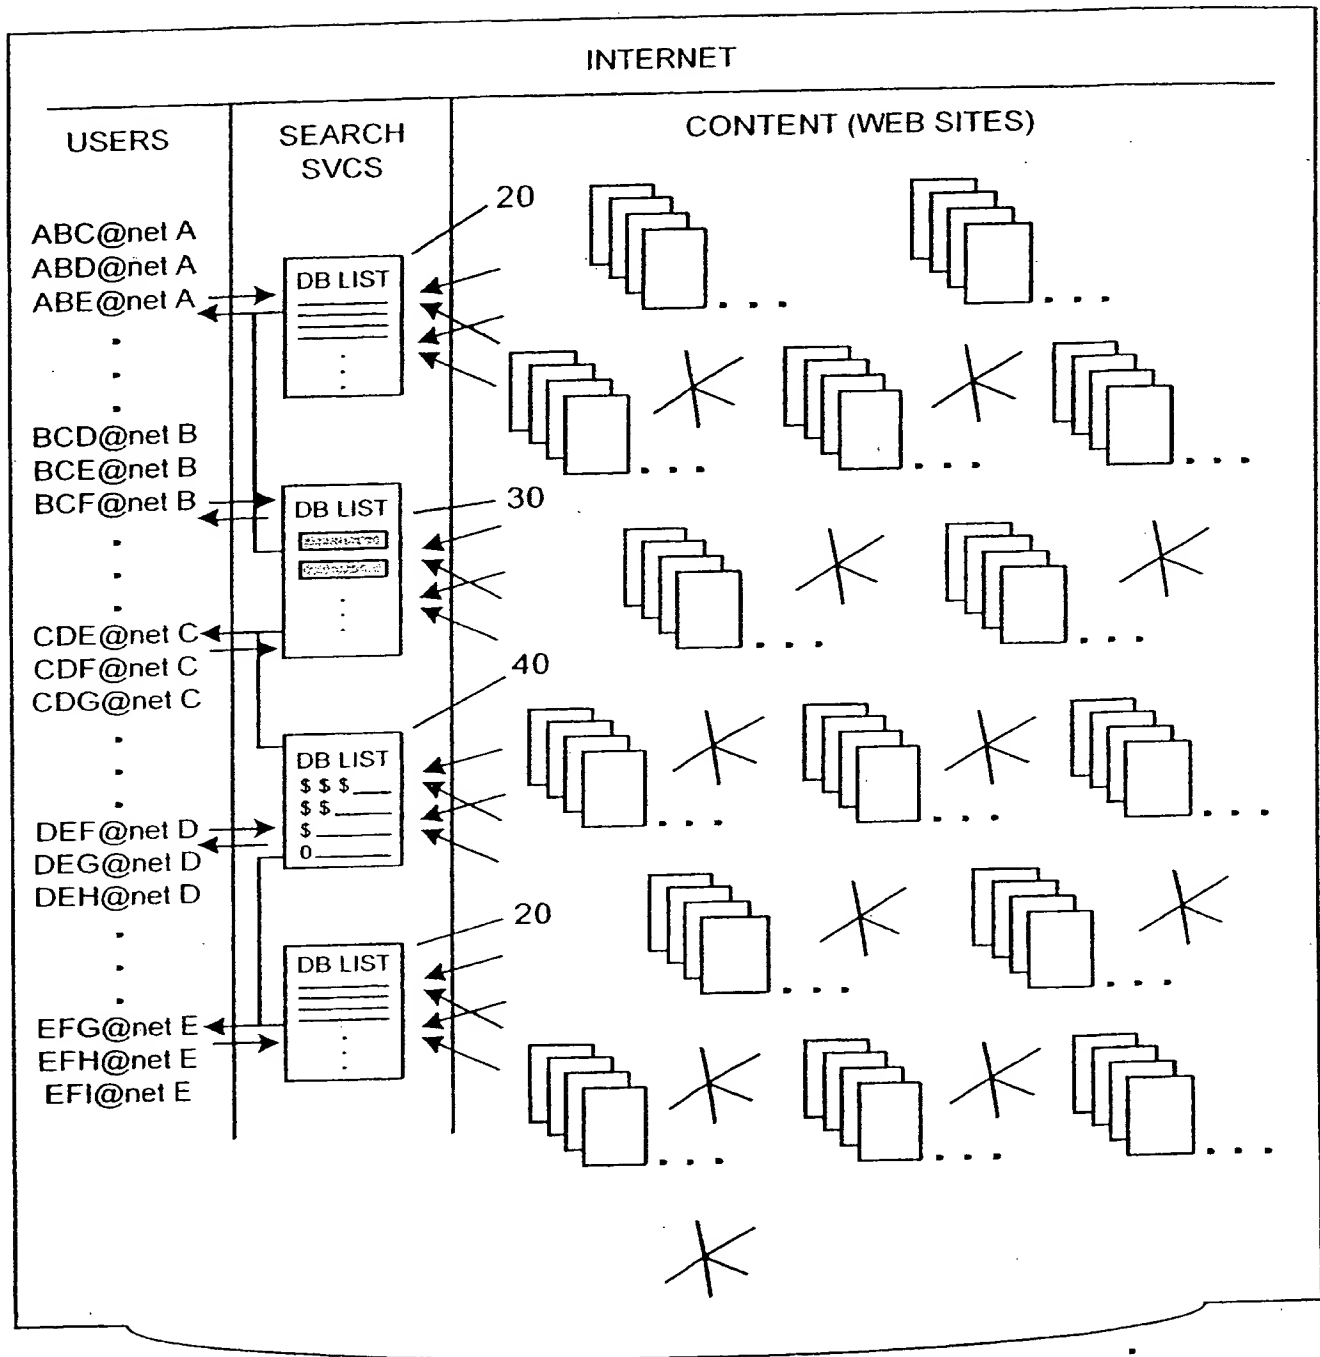 INTERNET
USERS
SEARCH
SVCS
CONTENT (WEB SITES)
ABC@net A
ABD@net A
ABE@net A
BCD@net B
BCE@net B
BCF@net B
CDE@net C
CDF@net C
CDG@net C
DEF@net D
DEG@net D
DEH@net D
EFG@net E
EFH@net E
EFI@net E
20
DB LIST
30
DB LIST
40
DB LIST
$ $ $
$ $
$
0
20
DB LIST